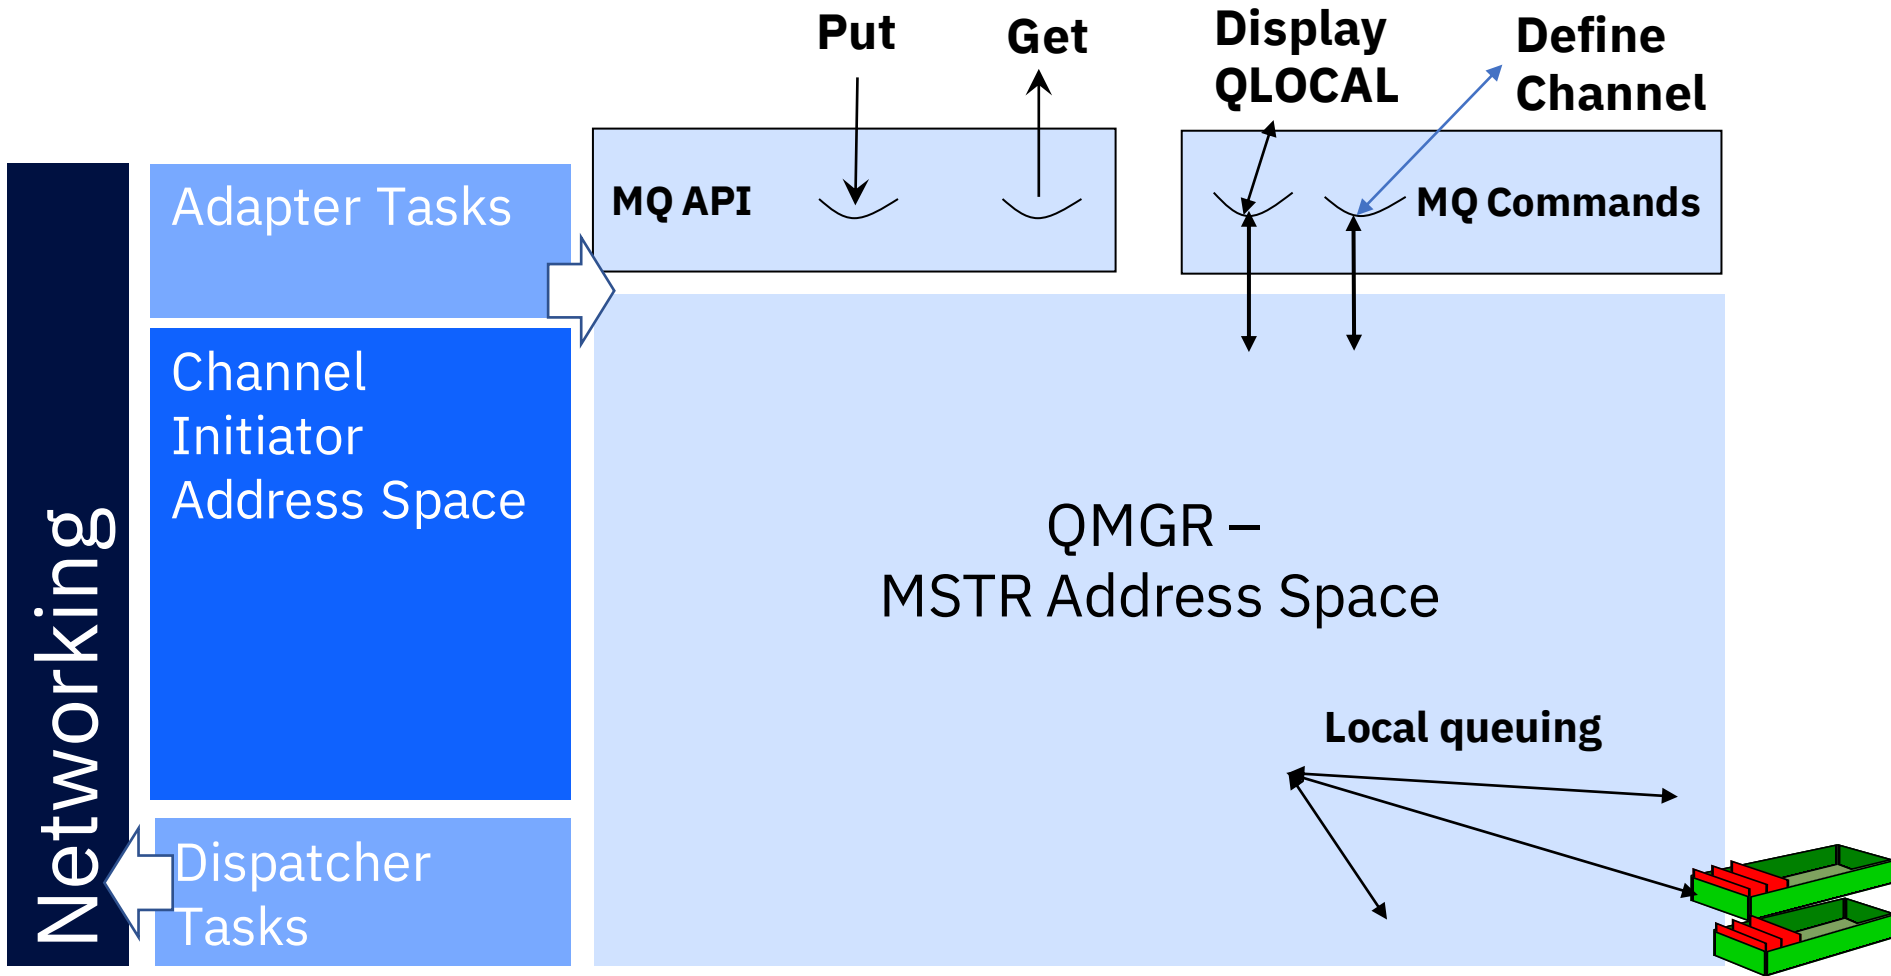 Put
Get
Display
QLOCAL
Define
Channel
Adapter Tasks
MQ API
MQ Commands
Channel
Initiator
Address Space
Networking
QMGR –
MSTR Address Space
Local queuing
Dispatcher
Tasks